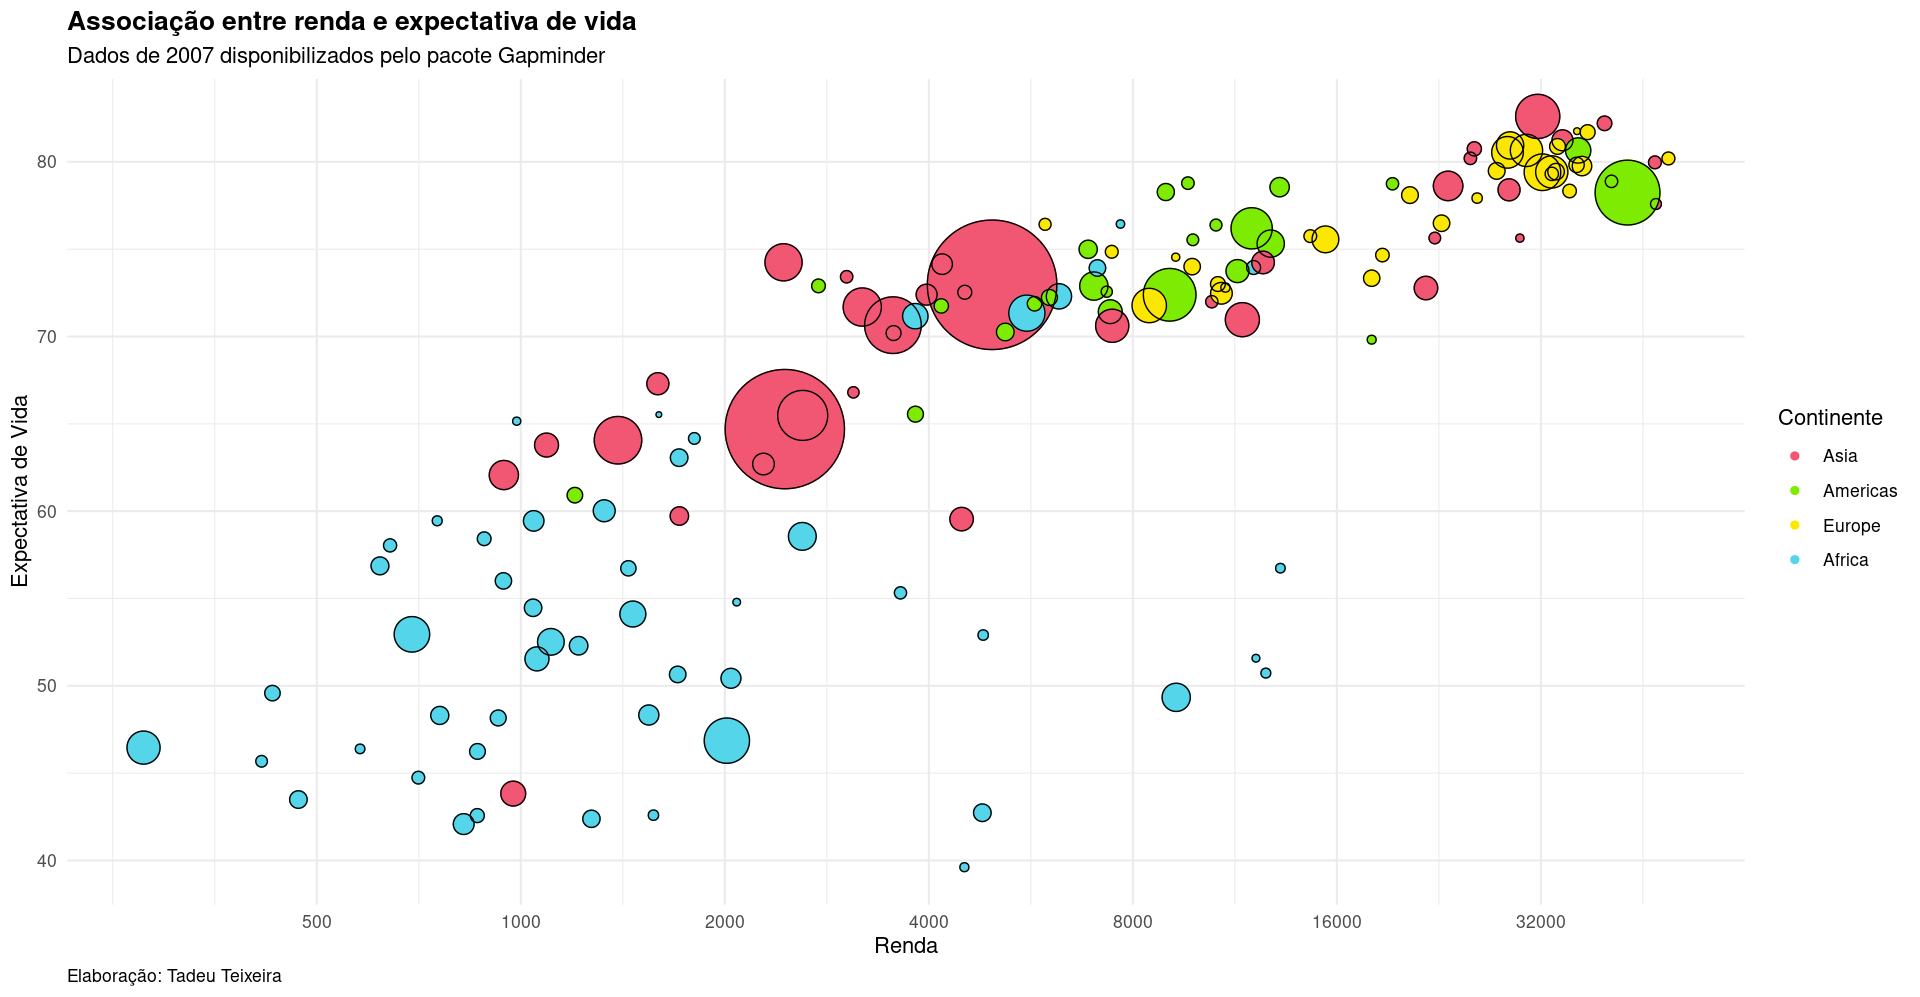 Associação entre renda e expectativa de vida
Dados de 2007 disponibilizados pelo pacote Gapminder
Expectativa de Vida
80
70
60
50
40
500 1000 2000 4000 8000 16000 32000
Renda
Continente
Asia
Americas
Europe
Africa
Elaboração: Tadeu Teixeira